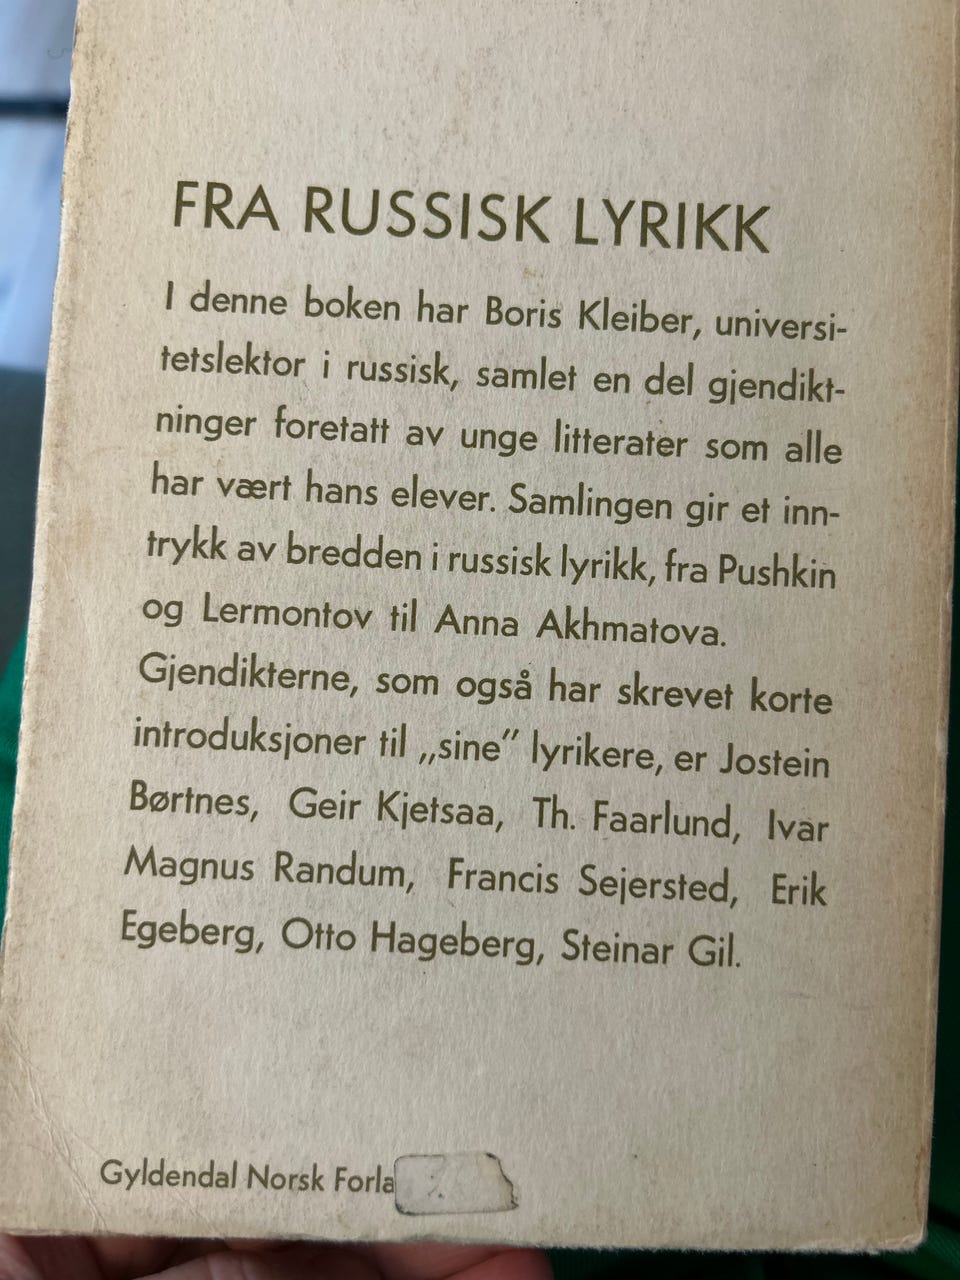 FRA RUSSISK LYRIKK
I denne boken har Boris Kleiber, universi-
tetslektor i russisk, samlet en del gjendikt-
ninger foretatt av unge litterater som alle
har vært hans elever. Samlingen gir et inn-
trykk av bredden i russisk lyrikk, fra Pushkin
og Lermontov til Anna Akhmatova.
Gjendikterne, som også har skrevet korte
introduksjoner til „sine” lyrikere, er Jostein
Børtnes, Geir Kjetsaa, Th. Faarlund, Ivar
Magnus Randum, Francis Sejersted, Erik
Egeberg, Otto Hageberg, Steinar Gil.
Gyldendal Norsk Forla